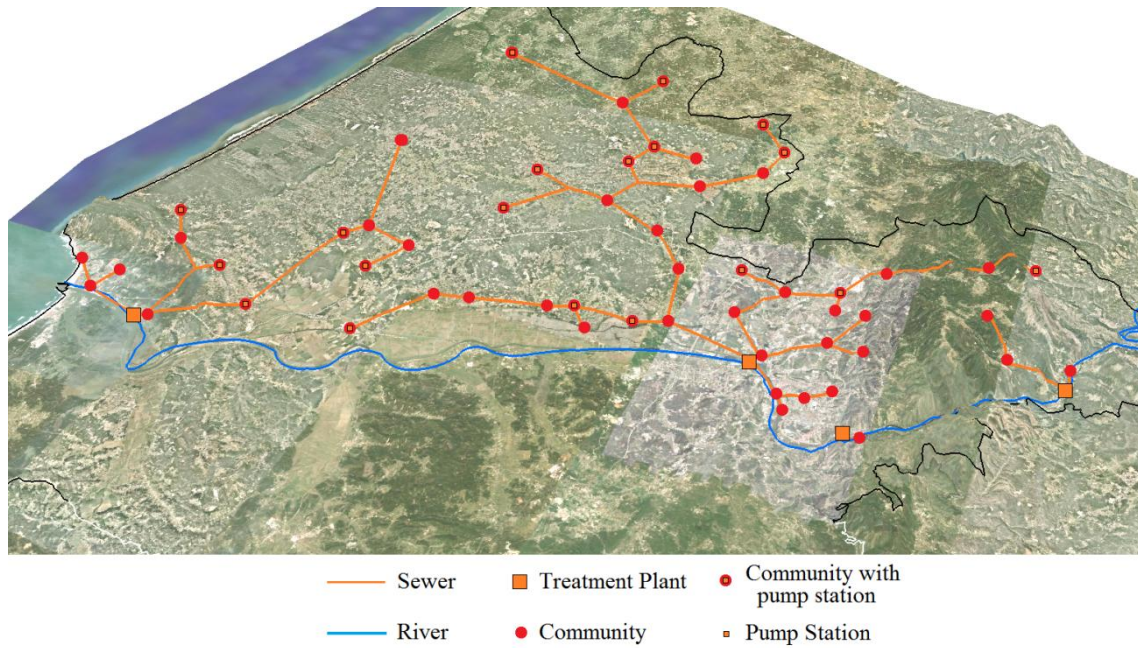 Sewer
Treatment Plant
Community with
pump station
River
Community
Pump Station